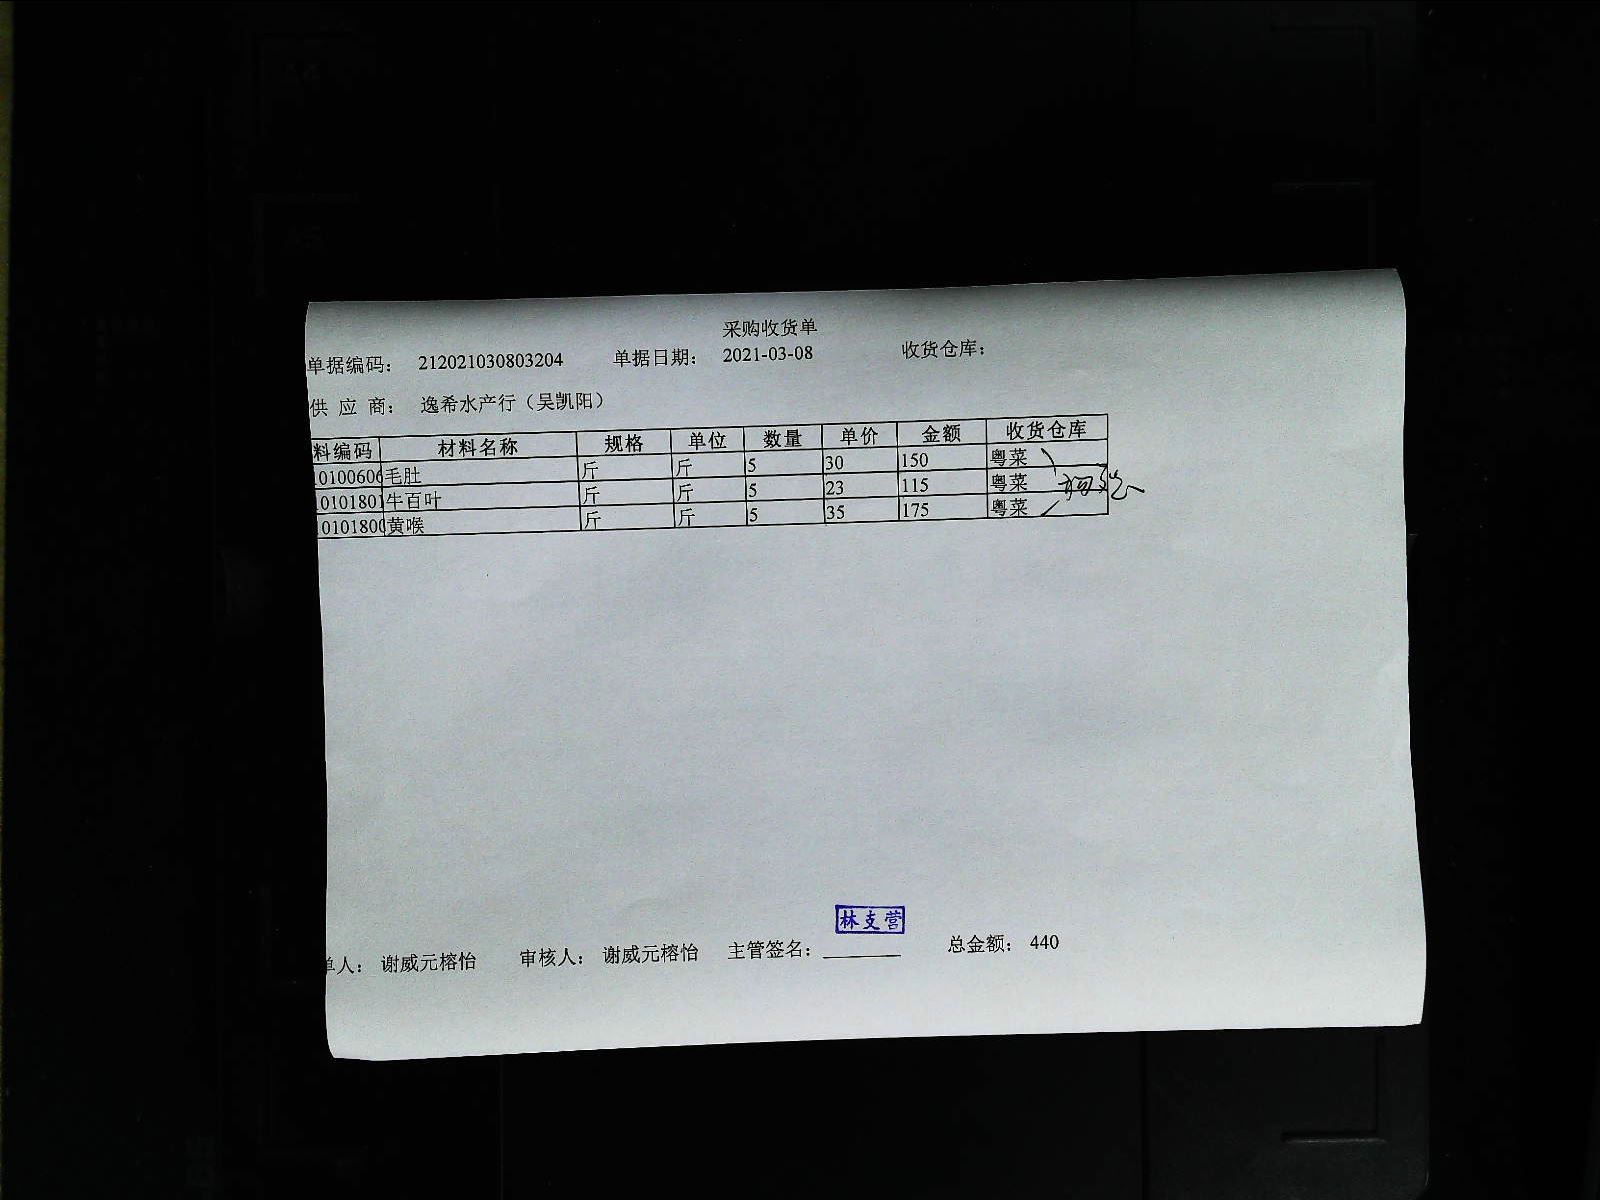 采购收货单
单据编码： 212021030803204 单据日期： 2021-03-08 收货仓库：
供 应 商： 逸希水产行（吴凯阳）
料编码 材料名称 规格 单位 数量 单价 金额 收货仓库
10100606 毛肚 斤 斤 5 30 150 粤菜
10101801 牛百叶 斤 斤 5 23 115 粤菜
1010180 黄喉 斤 斤 5 35 175 粤菜
林支营
单人： 谢威元榕怡 审核人： 谢威元榕怡 主管签名： 总金额： 440